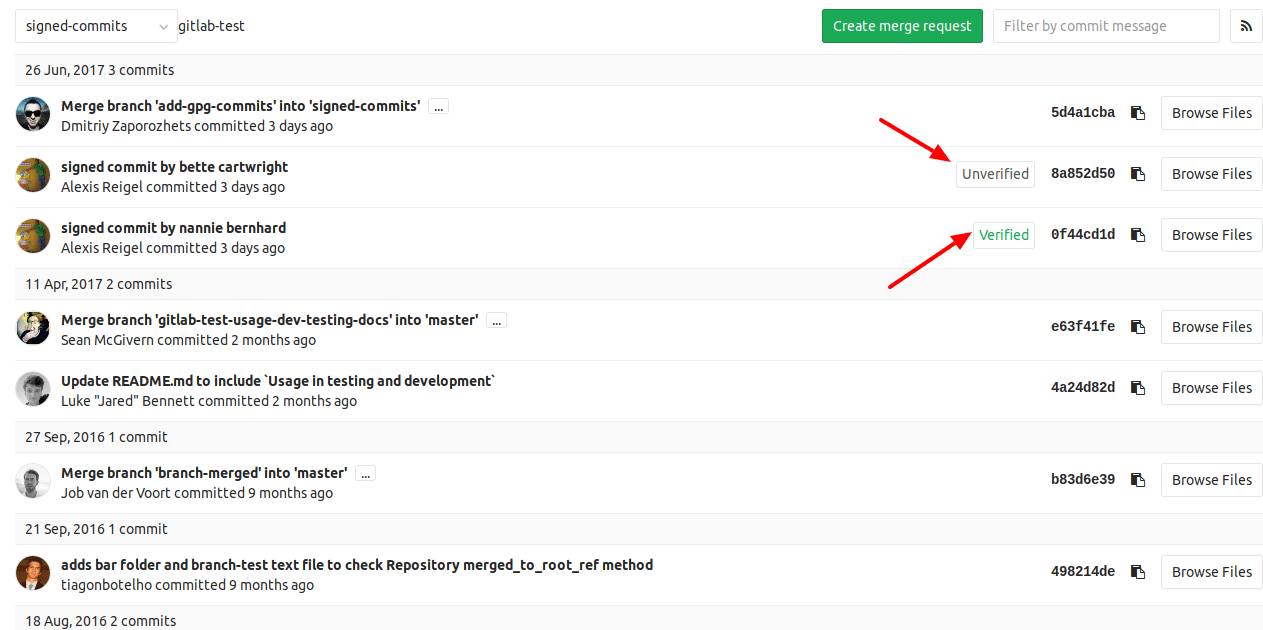 signed-commits gitlab-test Create merge request Filter by commit message
26 Jun, 2017 3 commits
Merge branch 'add-gpg-commits' into 'signed-commits' ...
5d4a1cba Browse Files
Dmitriy Zaporozhets committed 3 days ago
signed commit by bette cartwright
Unverified 8a852d50 Browse Files
Alexis Reigel committed 3 days ago
signed commit by nannie bernhard
Verified 0f44cd1d Browse Files
Alexis Reigel committed 3 days ago
11 Apr, 2017 2 commits
Merge branch 'gitlab-test-usage-dev-testing-docs' into 'master' ...
e63f41fe Browse Files
Sean McGivern committed 2 months ago
Update README.md to include `Usage in testing and development`
4a24d82d Browse Files
Luke "Jared" Bennett committed 2 months ago
27 Sep, 2016 1 commit
Merge branch 'branch-merged' into 'master' ...
b83d6e39 Browse Files
Job van der Voort committed 9 months ago
21 Sep, 2016 1 commit
adds bar folder and branch-test text file to check Repository merged_to_root_ref method
498214de Browse Files
tiagonbotelho committed 9 months ago
18 Aug, 2016 2 commits